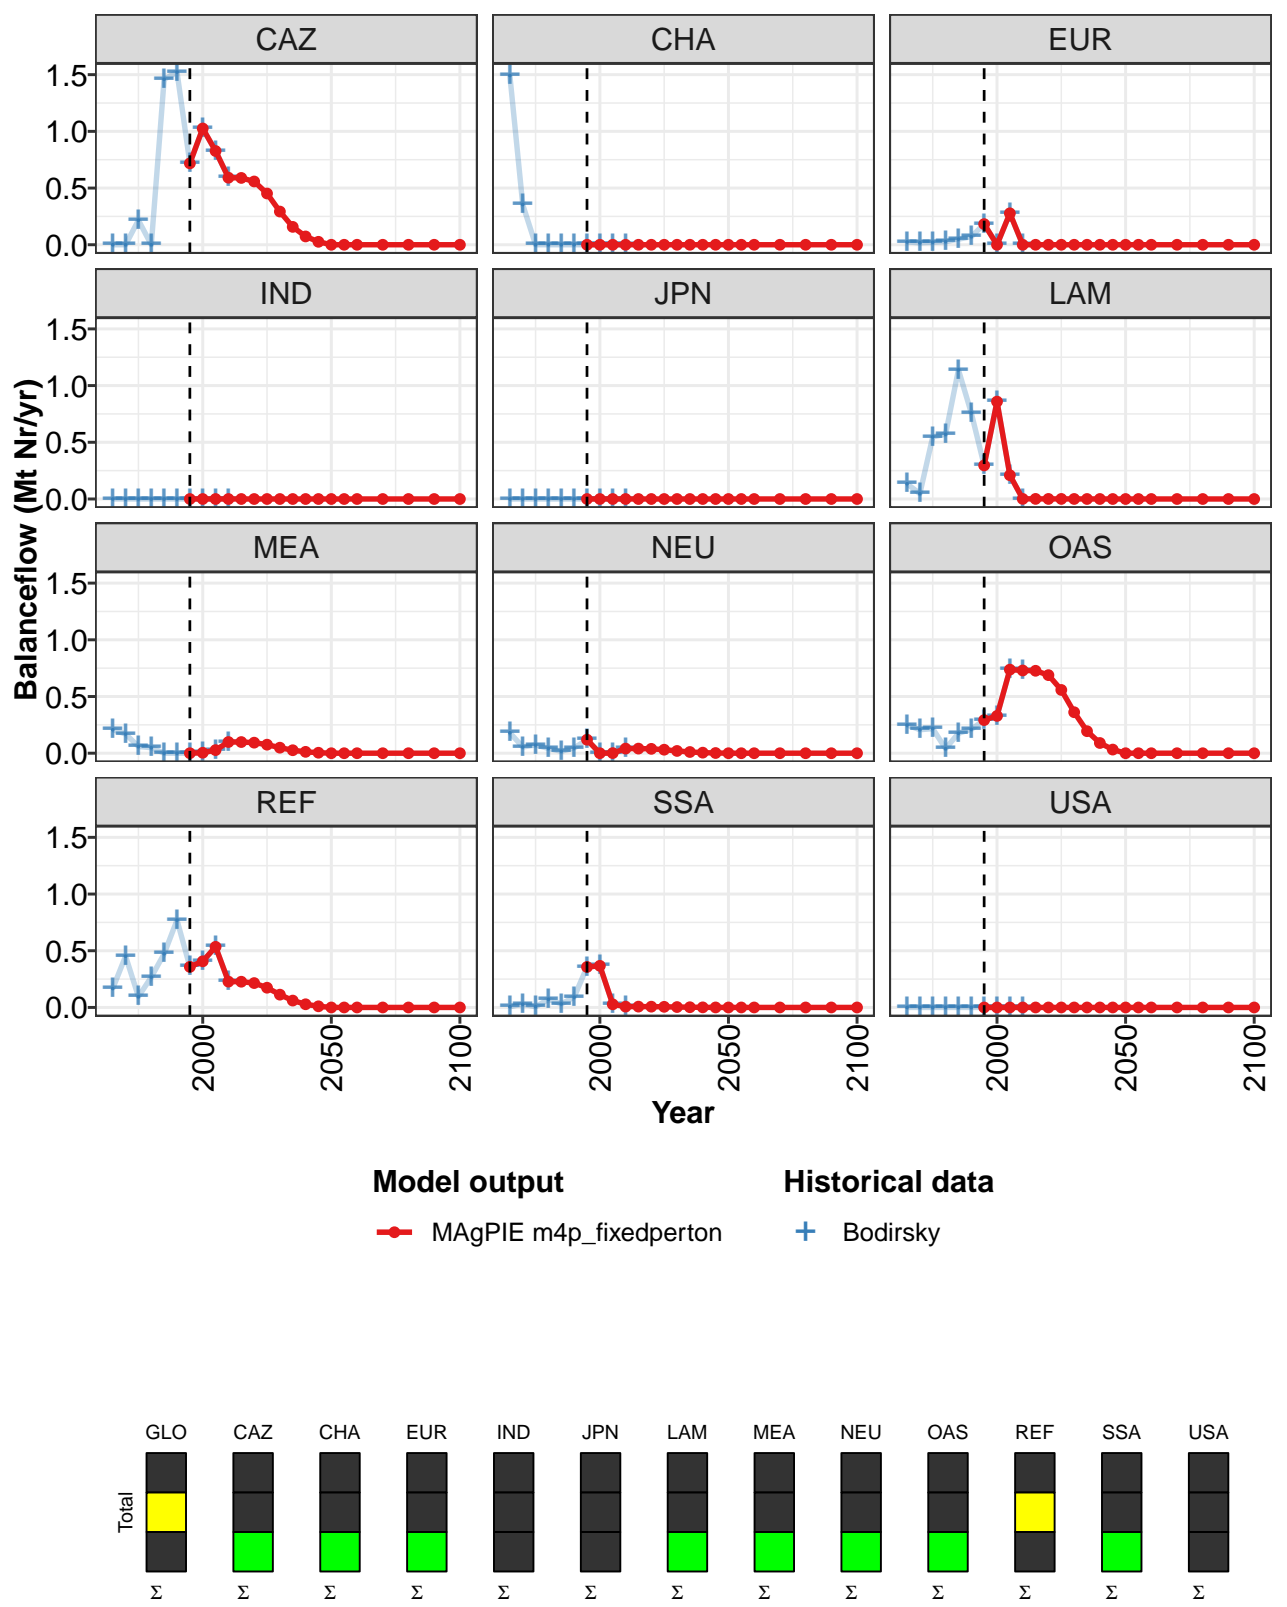 CAZ CHA EUR
1.5
1.0
0.5
0.0
IND JPN LAM
1.5
1.0
0.5
0.0
Balanceflow (Mt Nr/yr)
MEA NEU OAS
1.5
1.0
0.5
0.0
REF SSA USA
1.5
1.0
0.5
0.0
2000 2050 2100 2000 2050 2100 2000 2050 2100
Year
Model output Historical data
MAgPIE m4p_fixedperton Bodirsky
GLO CAZ CHA EUR IND JPN LAM MEA NEU OAS REF SSA USA
Total
Σ Σ Σ Σ Σ Σ Σ Σ Σ Σ Σ Σ Σ